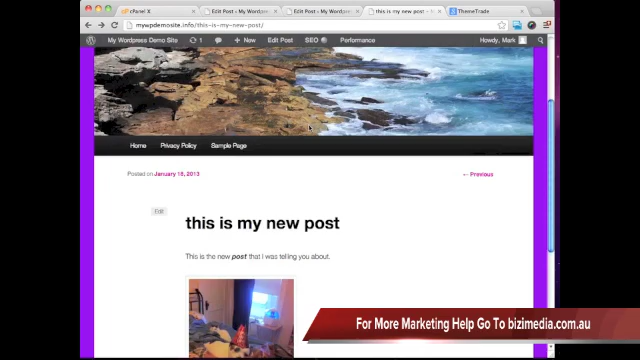 cPanel X
Edit Post ‹ My Wordpr
Edit Post ‹ My Wordpr
this is my new post –
ThemeTrade
mywpdemosite.info/this-is-my-new-post/
My Wordpress Demo Site 1 + New Edit Post SEO Performance Howdy, Mark
Home Privacy Policy Sample Page
Posted on January 18, 2013 ← Previous
Edit
this is my new post
This is the new post that I was telling you about.
For More Marketing Help Go To bizimedia.com.au